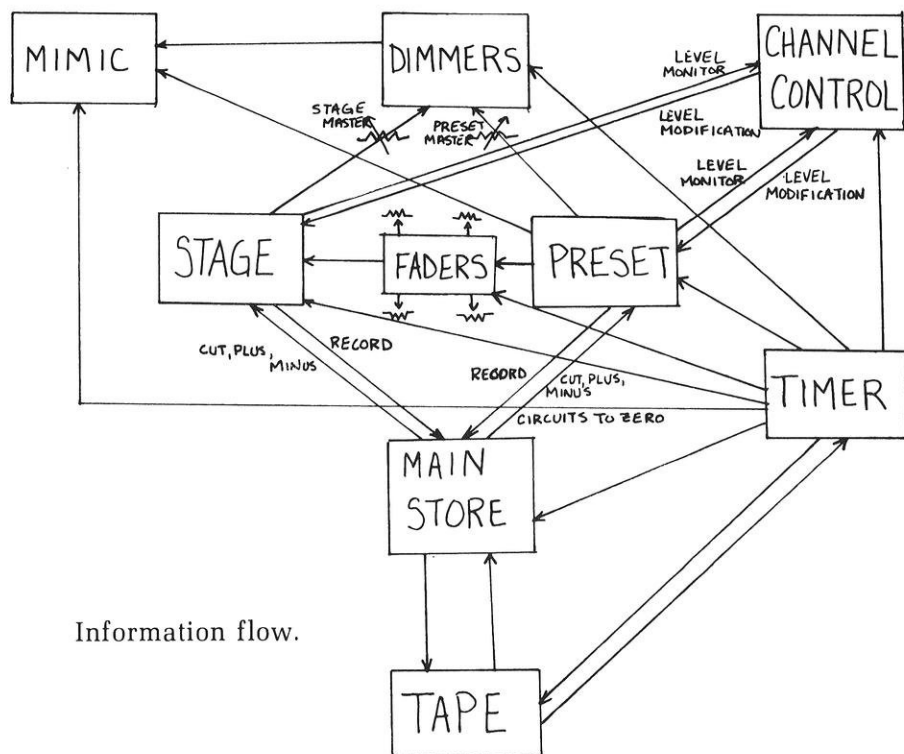 MIMIC
DIMMERS
CHANNEL
CONTROL
LEVEL
MONITOR
STAGE
MASTER
PRESET
MASTER
LEVEL
MODIFICATION
LEVEL
MONITOR
LEVEL
MODIFICATION
STAGE
FADERS
PRESET
CUT, PLUS,
MINUS
RECORD
RECORD
CUT, PLUS,
MINUS
TIMER
CIRCUITS TO ZERO
MAIN
STORE
Information flow.
TAPE